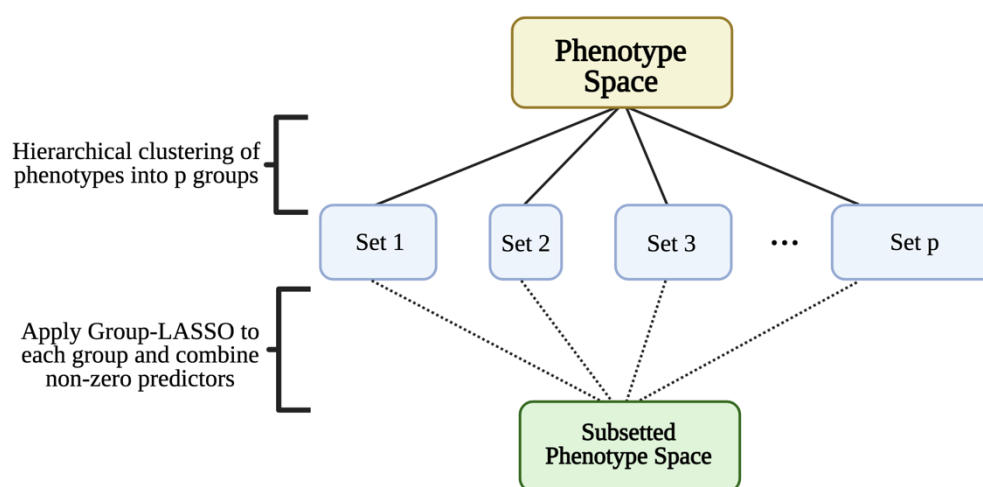 Phenotype
Space
Hierarchical clustering of
phenotypes into p groups
Set 1
Set 2
Set 3
...
Set p
Apply Group-LASSO to
each group and combine
non-zero predictors
Subsetted
Phenotype Space